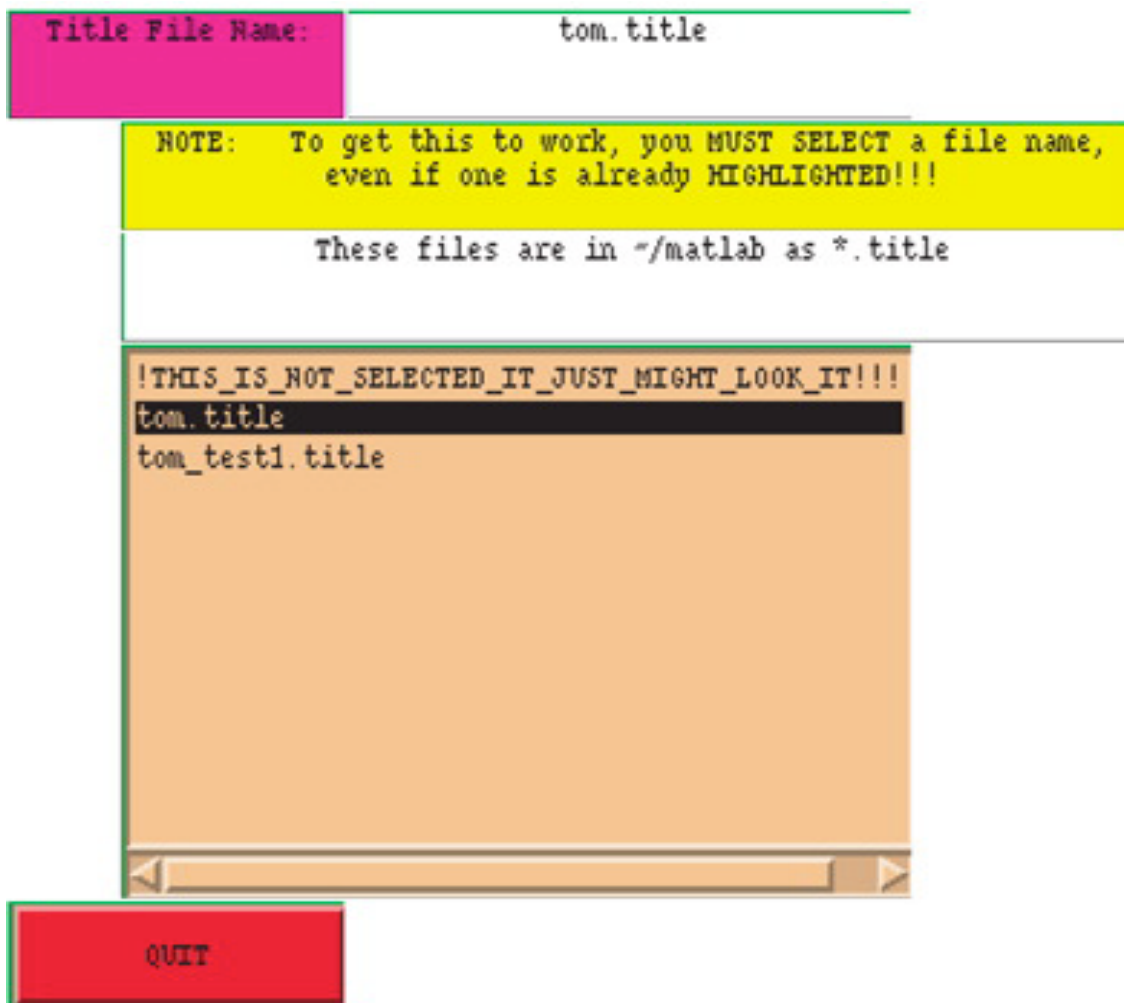 Title File Name:
tom.title
NOTE: To get this to work, you MUST SELECT a file name,
even if one is already HIGHLIGHTED!!!
These files are in ~/matlab as *.title
!THIS_IS_NOT_SELECTED_IT_JUST_MIGHT_LOOK_IT!!!
tom.title
tom_test1.title
QUIT